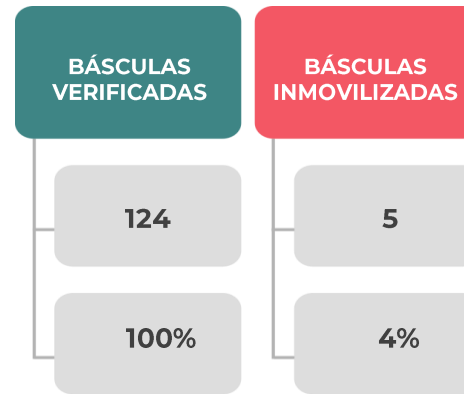 BÁSCULAS
VERIFICADAS
124
100%
BÁSCULAS
INMOVILIZADAS
5
4%